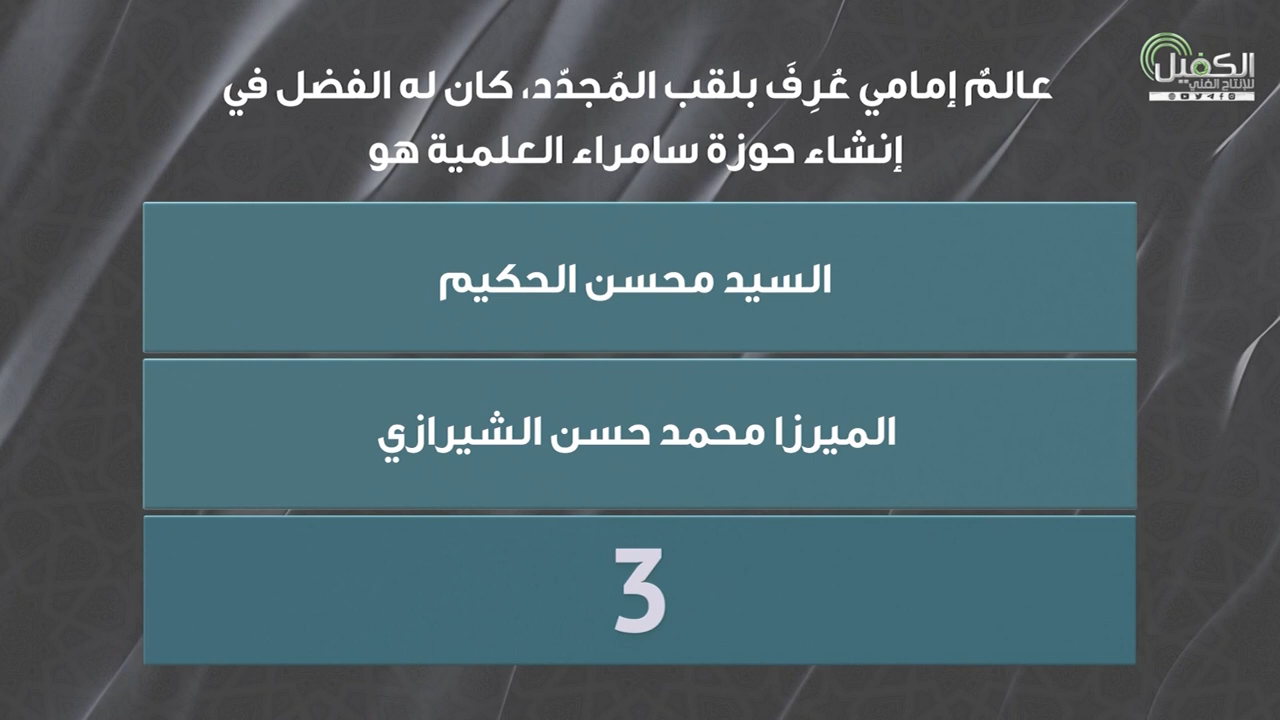 الكفيل
للإنتاج الفني
عالمٌ إمامي عُرِفَ بلقب المُجدّد، كان له الفضل في
إنشاء حوزة سامراء العلمية هو
السيد محسن الحكيم
الميرزا محمد حسن الشيرازي
3